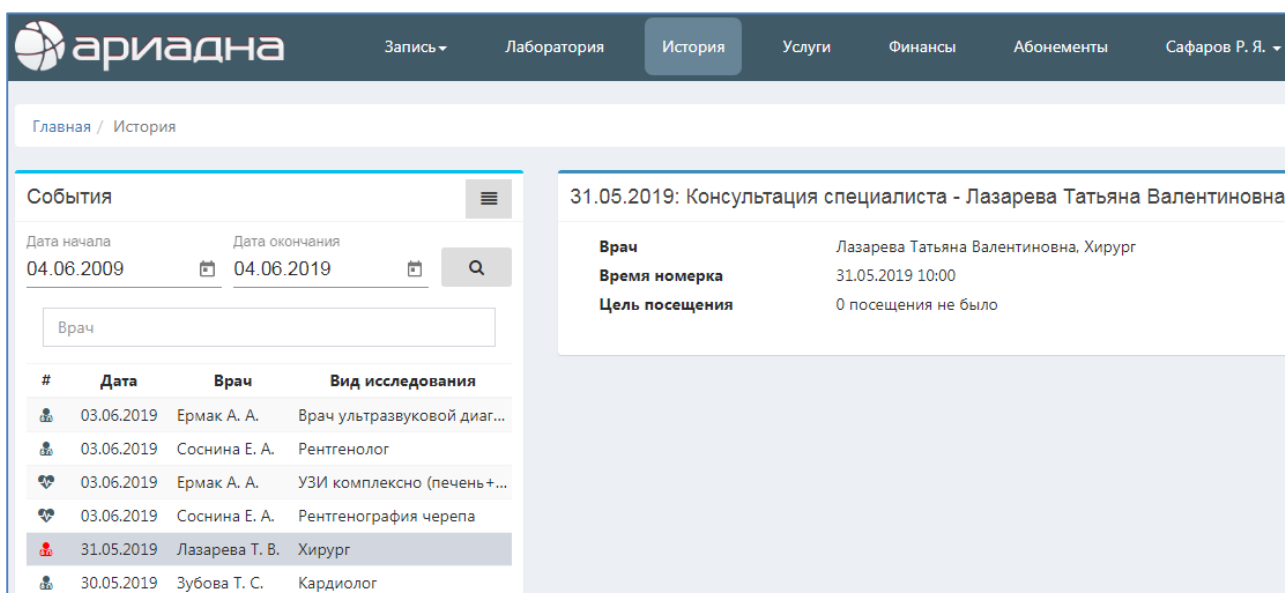 ариадна Запись Лаборатория История Услуги Финансы Абонементы Сафаров Р. Я.
Главная / История
События
Дата начала Дата окончания
04.06.2009 04.06.2019
Врач
# Дата Врач Вид исследования
03.06.2019 Ермак А. А. Врач ультразвуковой диаг...
03.06.2019 Соснина Е. А. Рентгенолог
03.06.2019 Ермак А. А. УЗИ комплексно (печень+...
03.06.2019 Соснина Е. А. Рентгенография черепа
31.05.2019 Лазарева Т. В. Хирург
30.05.2019 Зубова Т. С. Кардиолог
31.05.2019: Консультация специалиста - Лазарева Татьяна Валентиновна
Врач Лазарева Татьяна Валентиновна, Хирург
Время номерка 31.05.2019 10:00
Цель посещения 0 посещения не было